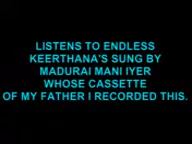 LISTENS TO ENDLESS
KEERTHANA'S SUNG BY
MADURAI MANI IYER
WHOSE CASSETTE
OF MY FATHER I RECORDED THIS.